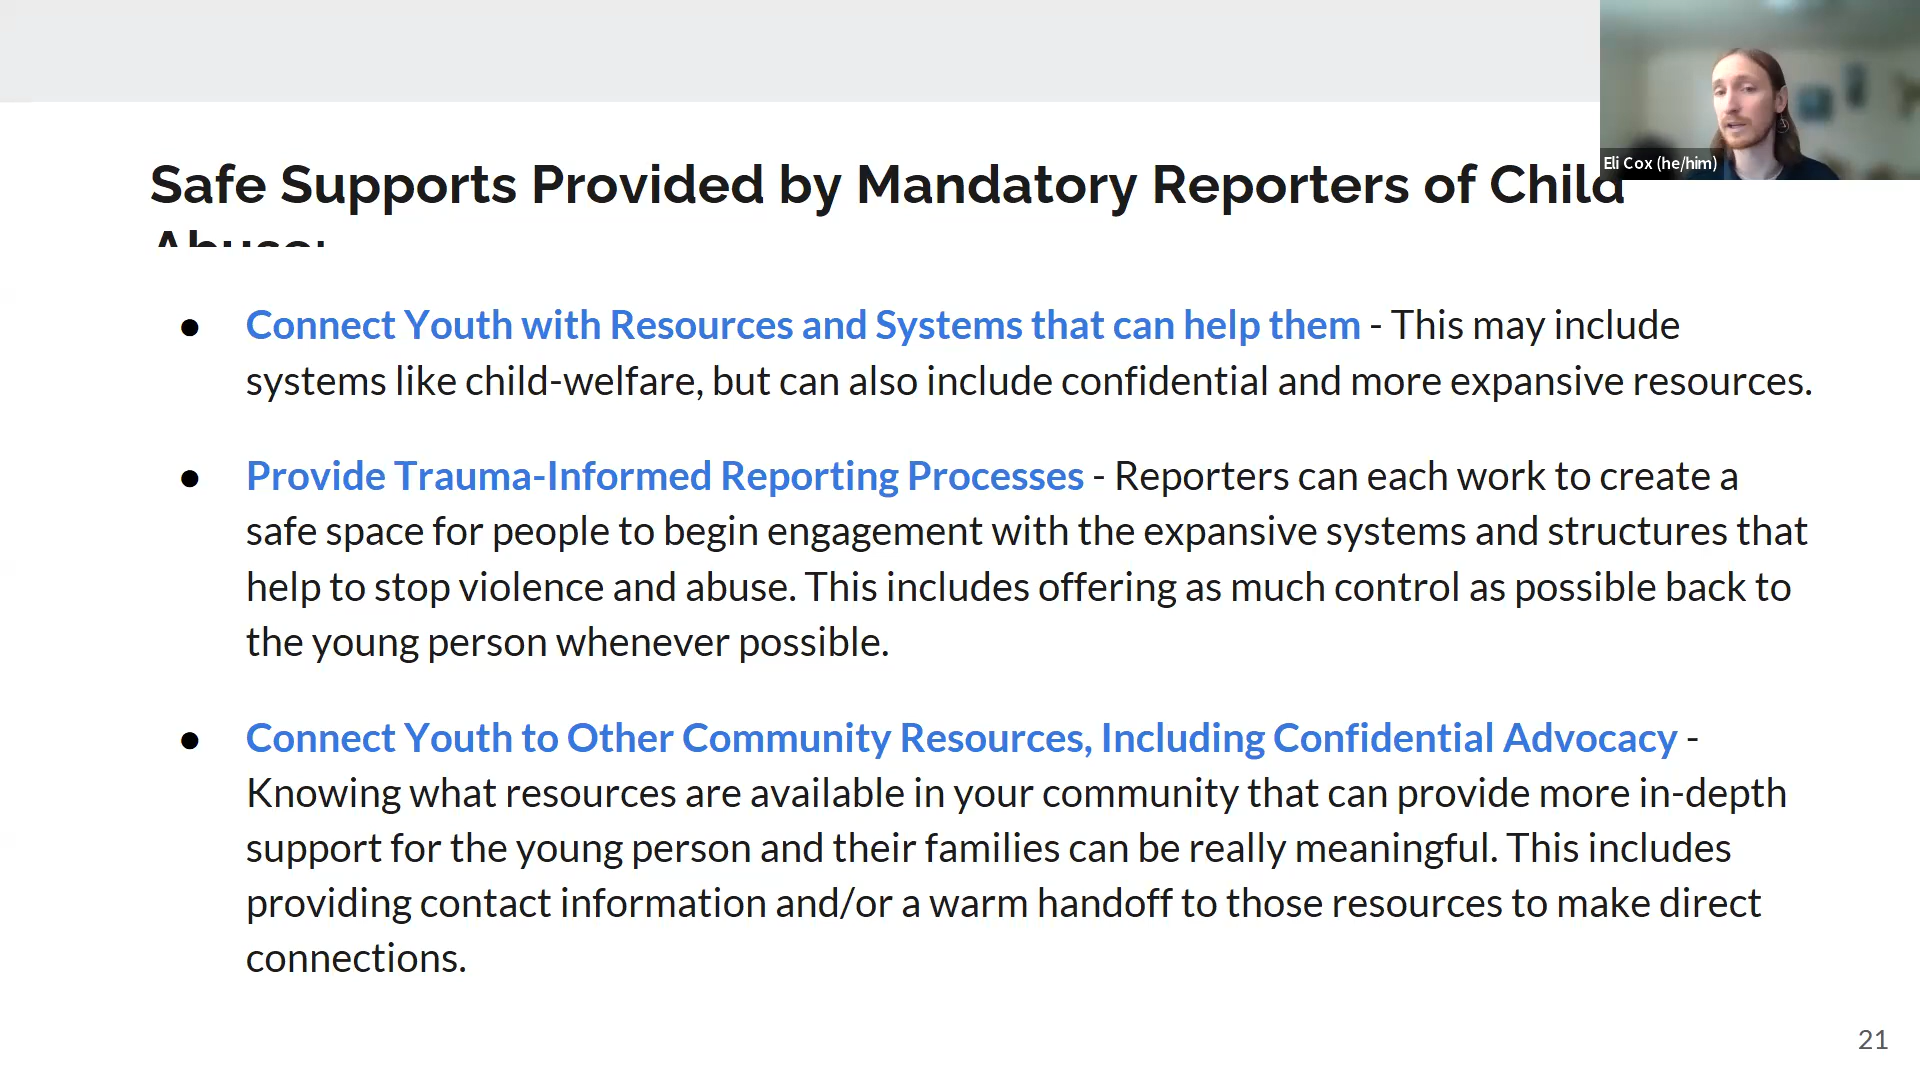 Eli Cox (he/him)
Safe Supports Provided by Mandatory Reporters of Child
Abuse:
● Connect Youth with Resources and Systems that can help them - This may include
systems like child-welfare, but can also include confidential and more expansive resources.
● Provide Trauma-Informed Reporting Processes - Reporters can each work to create a
safe space for people to begin engagement with the expansive systems and structures that
help to stop violence and abuse. This includes offering as much control as possible back to
the young person whenever possible.
● Connect Youth to Other Community Resources, Including Confidential Advocacy -
Knowing what resources are available in your community that can provide more in-depth
support for the young person and their families can be really meaningful. This includes
providing contact information and/or a warm handoff to those resources to make direct
connections.
21